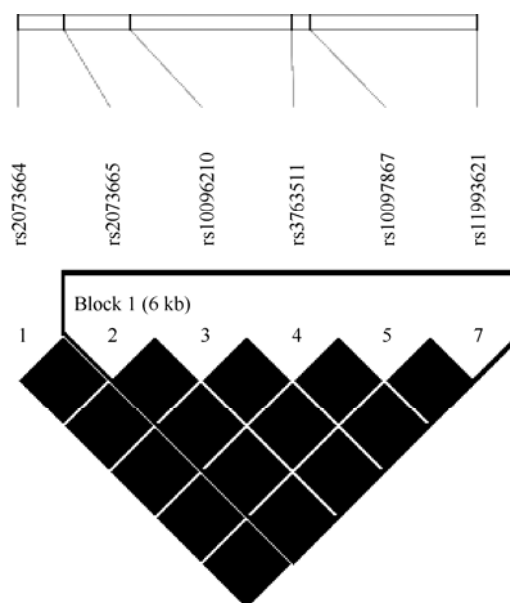 rs2073664
rs2073665
rs10096210
rs3763511
rs10097867
rs11993621
Block 1 (6 kb)
1 2 3 4 5 7